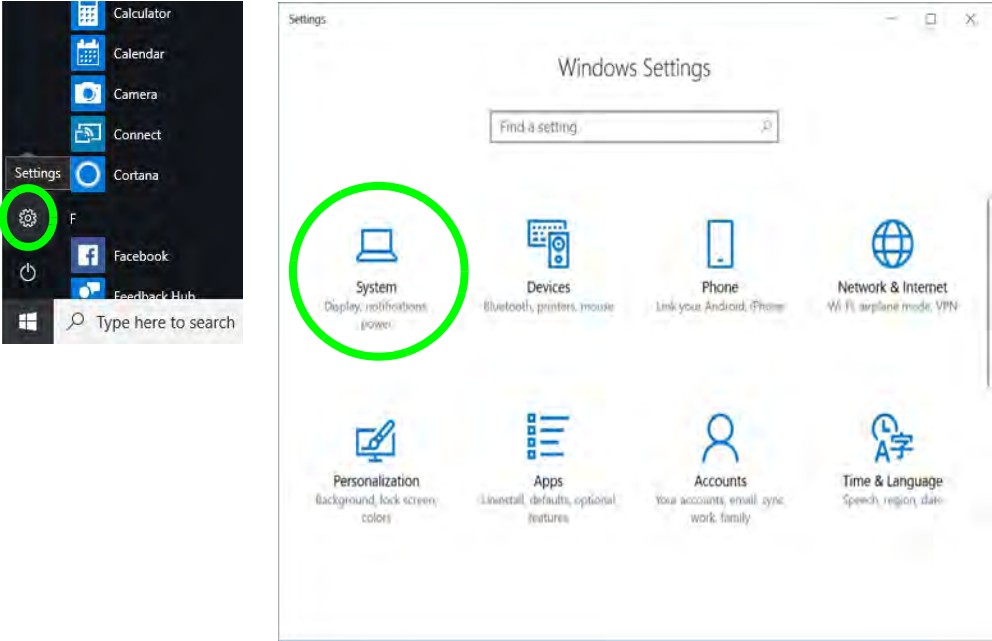 Calculator
Calendar
Camera
Connect
Settings
Cortana
F
Facebook
Feedback Hub
Type here to search
Settings
Windows Settings
Find a setting
System
Display, notifications
power
Devices
Bluetooth, printers, mouse
Phone
Link your Android, iPhone
Network & Internet
Wi-Fi, airplane mode, VPN
Personalization
Background, lock screen,
colors
Apps
Uninstall, defaults, optional
features
Accounts
Your accounts, email, sync,
work, family
Time & Language
Speech, region, date